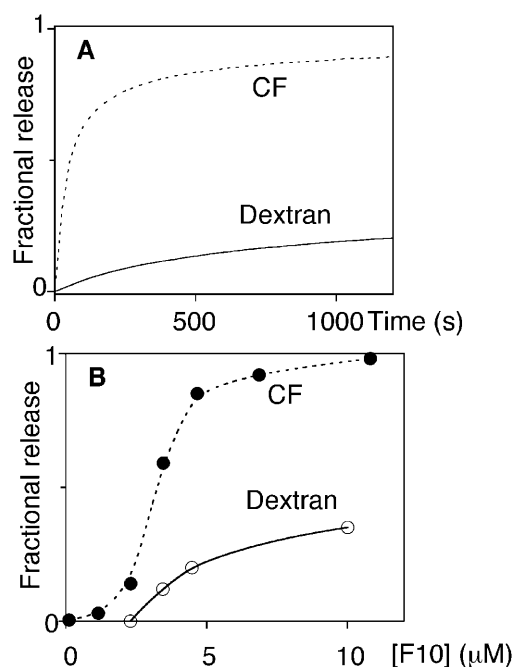 1
A
CF
Fractional release
Dextran
0
0 500 1000 Time (s)
1
B
CF
Fractional release
Dextran
0
0 5 10 [F10] (μM)